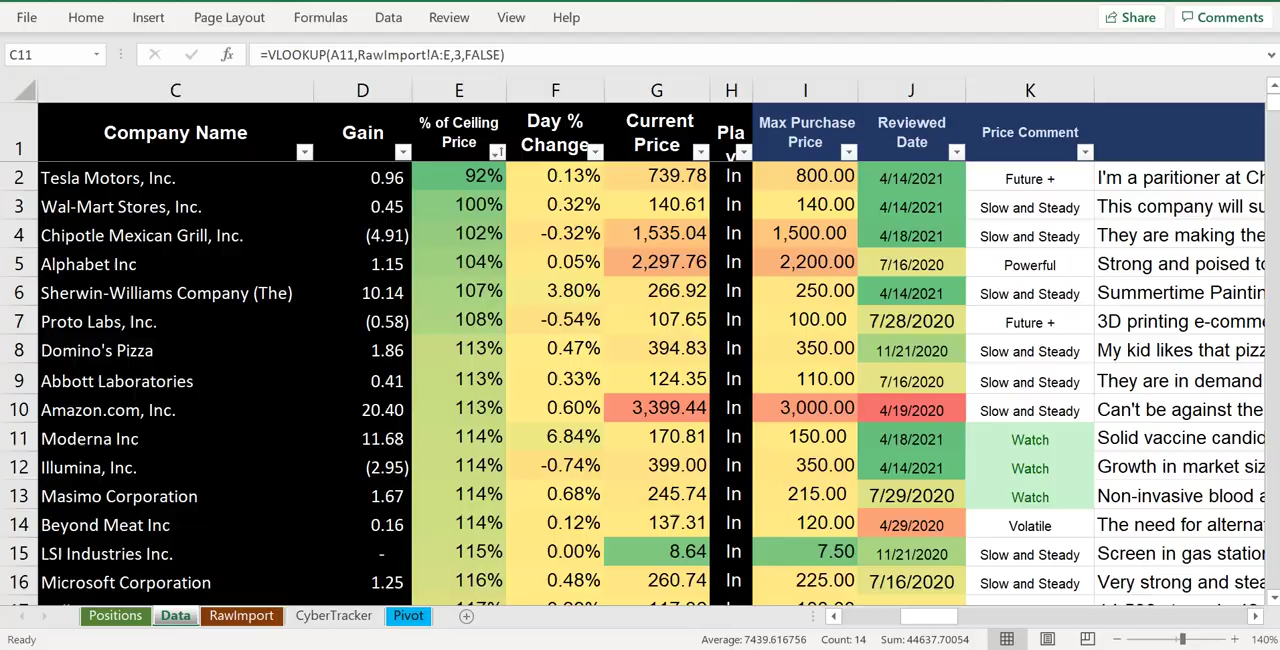 File Home Insert Page Layout Formulas Data Review View Help Share Comments
C11 fx =VLOOKUP(A11,RawImport!A:E,3,FALSE)
C D E F G H I J K
1 Company Name Gain % of Ceiling Price Day % Change Current Price Play Max Purchase Price Reviewed Date Price Comment
2 Tesla Motors, Inc. 0.96 92% 0.13% 739.78 In 800.00 4/14/2021 Future + I'm a paritioner at Ch
3 Wal-Mart Stores, Inc. 0.45 100% 0.32% 140.61 In 140.00 4/14/2021 Slow and Steady This company will su
4 Chipotle Mexican Grill, Inc. (4.91) 102% -0.32% 1,535.04 In 1,500.00 4/18/2021 Slow and Steady They are making the
5 Alphabet Inc 1.15 104% 0.05% 2,297.76 In 2,200.00 7/16/2020 Powerful Strong and poised to
6 Sherwin-Williams Company (The) 10.14 107% 3.80% 266.92 In 250.00 4/14/2021 Slow and Steady Summertime Paintin
7 Proto Labs, Inc. (0.58) 108% -0.54% 107.65 In 100.00 7/28/2020 Future + 3D printing e-comme
8 Domino's Pizza 1.86 113% 0.47% 394.83 In 350.00 11/21/2020 Slow and Steady My kid likes that pizz
9 Abbott Laboratories 0.41 113% 0.33% 124.35 In 110.00 7/16/2020 Slow and Steady They are in demand
10 Amazon.com, Inc. 20.40 113% 0.60% 3,399.44 In 3,000.00 4/19/2020 Slow and Steady Can't be against the
11 Moderna Inc 11.68 114% 6.84% 170.81 In 150.00 4/18/2021 Watch Solid vaccine candid
12 Illumina, Inc. (2.95) 114% -0.74% 399.00 In 350.00 4/14/2021 Watch Growth in market siz
13 Masimo Corporation 1.67 114% 0.68% 245.74 In 215.00 7/29/2020 Watch Non-invasive blood a
14 Beyond Meat Inc 0.16 114% 0.12% 137.31 In 120.00 4/29/2020 Volatile The need for alterna
15 LSI Industries Inc. - 115% 0.00% 8.64 In 7.50 11/21/2020 Slow and Steady Screen in gas station
16 Microsoft Corporation 1.25 116% 0.48% 260.74 In 225.00 7/16/2020 Slow and Steady Very strong and stea
Positions Data RawImport CyberTracker Pivot
Ready Average: 7439.616756 Count: 14 Sum: 44637.70054 140%